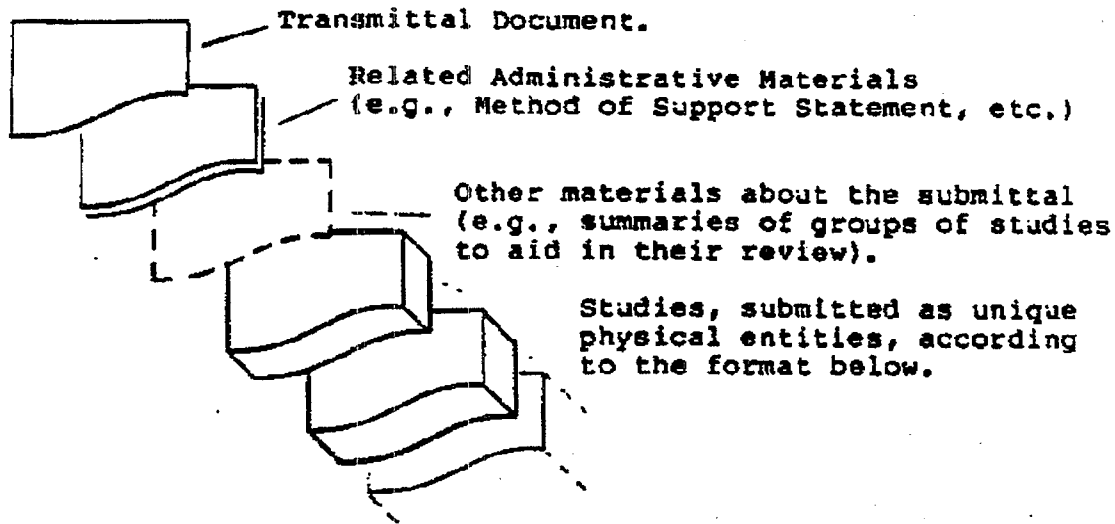 Transmittal Document.
Related Administrative Materials
(e.g., Method of Support Statement, etc.)
Other materials about the submittal
(e.g., summaries of groups of studies
to aid in their review).
Studies, submitted as unique
physical entities, according
to the format below.